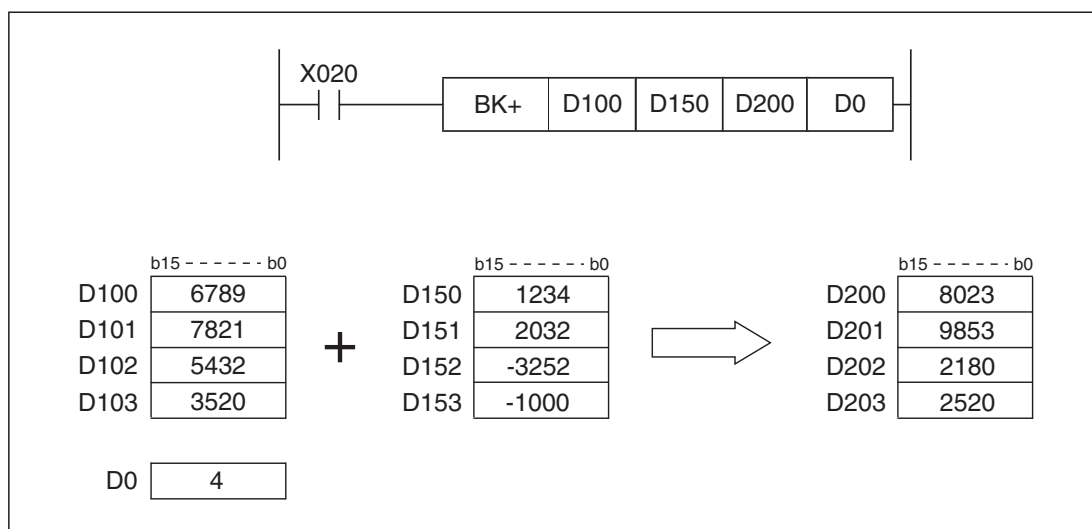 X020
BK+ D100 D150 D200 D0
b15 - - - - - - b0 b15 - - - - - - b0 b15 - - - - - - b0
D100 6789 D150 1234 D200 8023
D101 7821 + D151 2032 D201 9853
D102 5432 D152 -3252 D202 2180
D103 3520 D153 -1000 D203 2520
D0 4